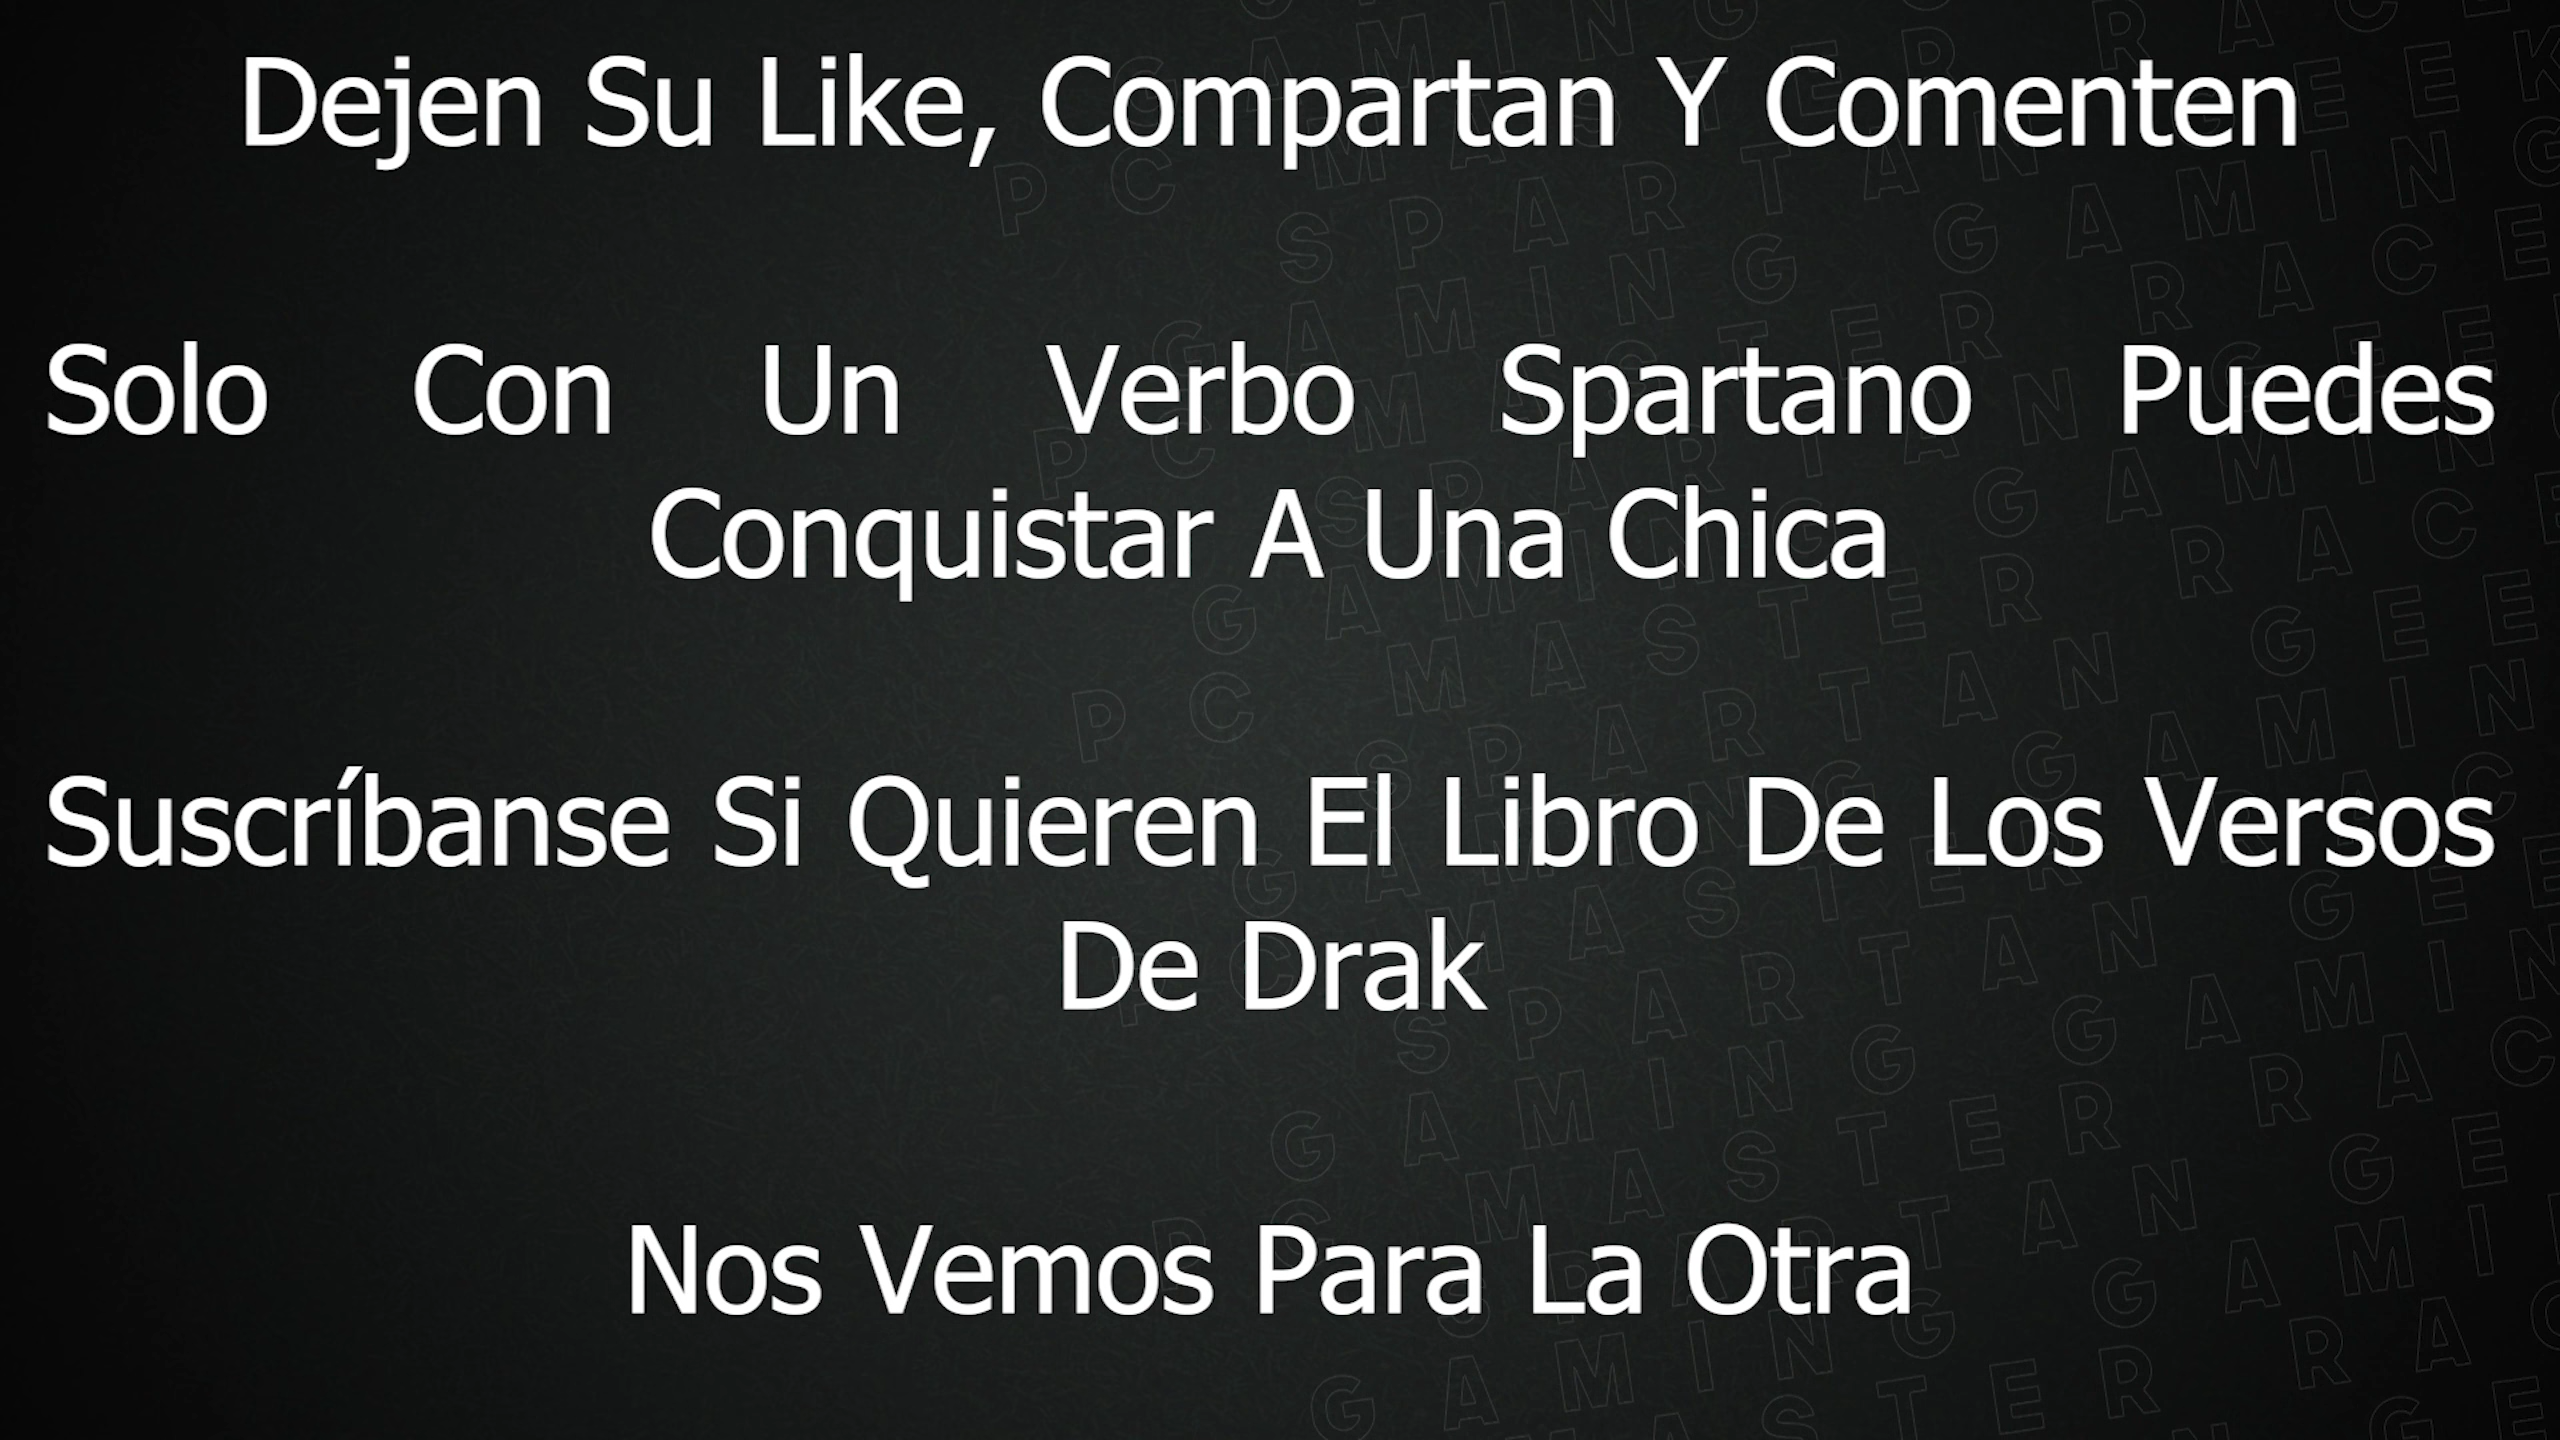 Dejen Su Like, Compartan Y Comenten
Solo Con Un Verbo Spartano Puedes
Conquistar A Una Chica
Suscríbanse Si Quieren El Libro De Los Versos
De Drak
Nos Vemos Para La Otra